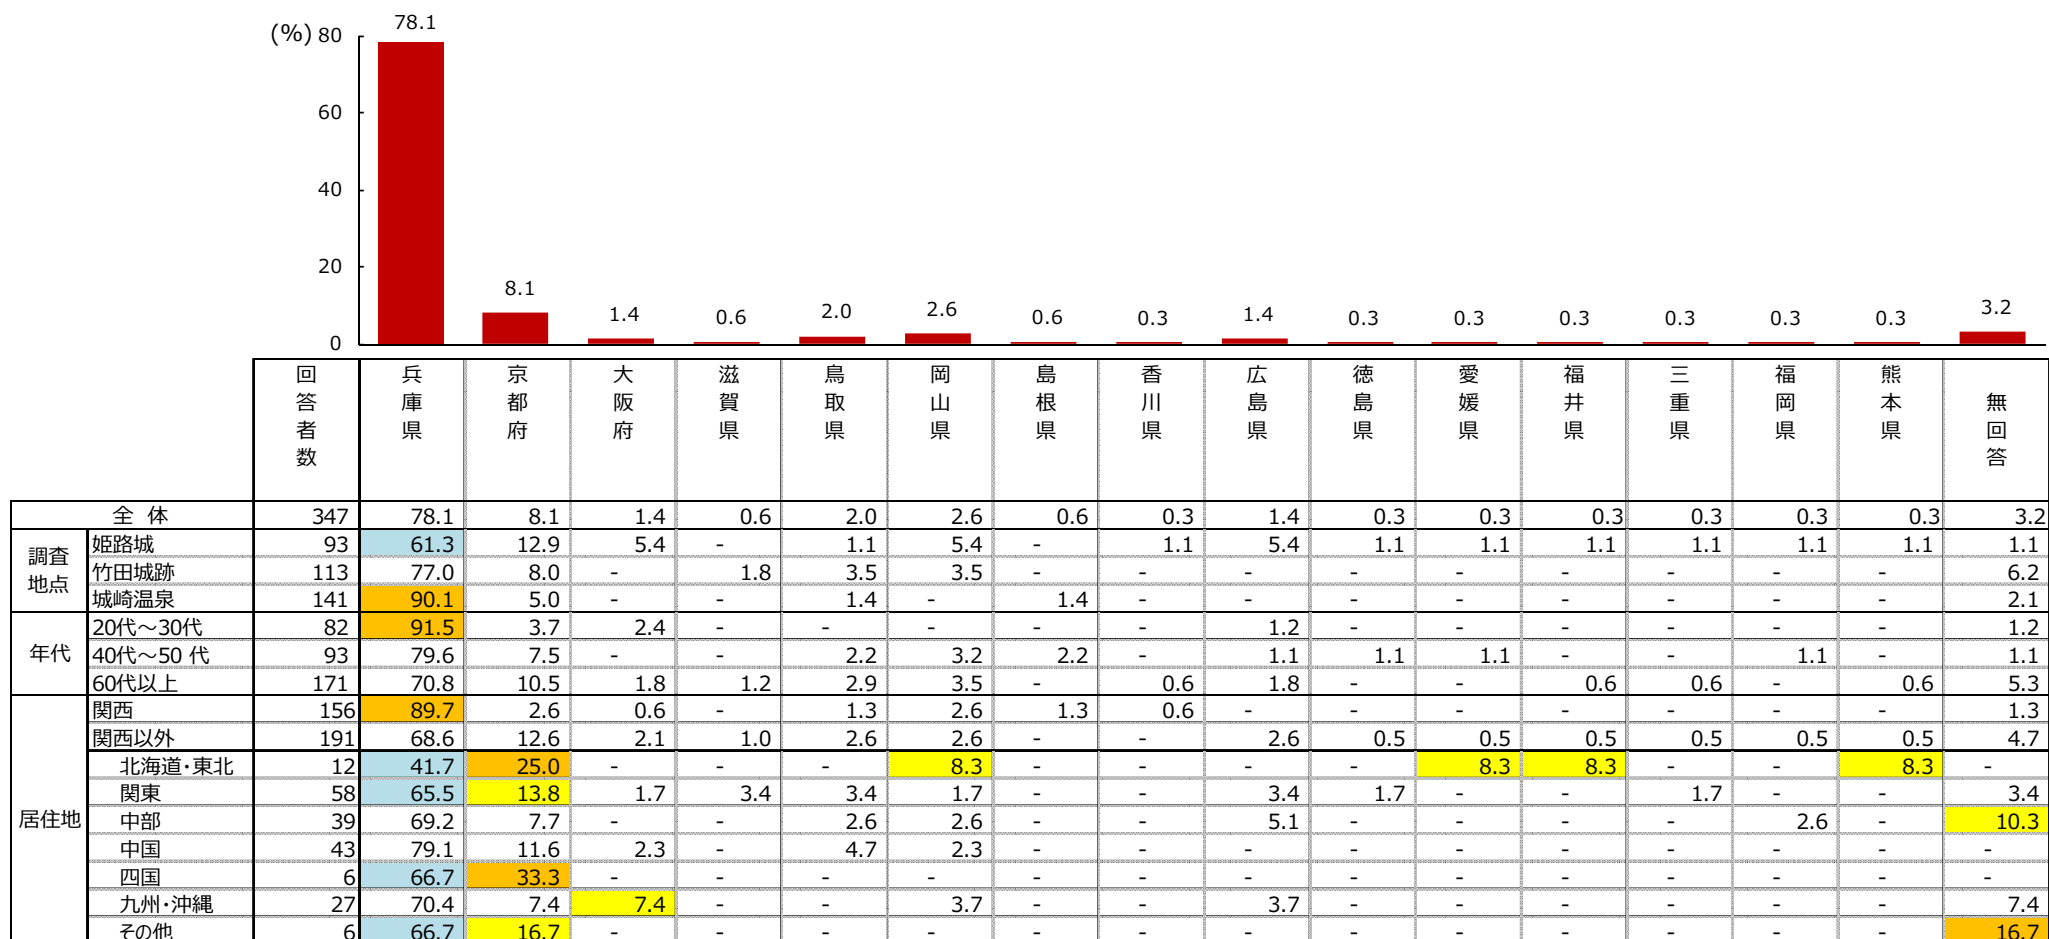 (%)
80
60
40
20
0
78.1 8.1 1.4 0.6 2.0 2.6 0.6 0.3 1.4 0.3 0.3 0.3 0.3 0.3 0.3 3.2
回答者数 兵庫県 京都府 大阪府 滋賀県 鳥取県 岡山県 島根県 香川県 広島県 徳島県 愛媛県 福井県 三重県 福岡県 熊本県 無回答
全 体 347 78.1 8.1 1.4 0.6 2.0 2.6 0.6 0.3 1.4 0.3 0.3 0.3 0.3 0.3 0.3 3.2
調査地点
姫路城 93 61.3 12.9 5.4 - 1.1 5.4 - 1.1 5.4 1.1 1.1 1.1 1.1 1.1 1.1 1.1
竹田城跡 113 77.0 8.0 - 1.8 3.5 3.5 - - - - - - - - - 6.2
城崎温泉 141 90.1 5.0 - - 1.4 - 1.4 - - - - - - - - 2.1
年代
20代～30代 82 91.5 3.7 2.4 - - - - - 1.2 - - - - - - 1.2
40代～50 代 93 79.6 7.5 - - 2.2 3.2 2.2 - 1.1 1.1 1.1 - - 1.1 - 1.1
60代以上 171 70.8 10.5 1.8 1.2 2.9 3.5 - 0.6 1.8 - - 0.6 0.6 - 0.6 5.3
居住地
関西 156 89.7 2.6 0.6 - 1.3 2.6 1.3 0.6 - - - - - - - 1.3
関西以外 191 68.6 12.6 2.1 1.0 2.6 2.6 - - 2.6 0.5 0.5 0.5 0.5 0.5 0.5 4.7
北海道・東北 12 41.7 25.0 - - - 8.3 - - - - 8.3 8.3 - - 8.3 -
関東 58 65.5 13.8 1.7 3.4 3.4 1.7 - - 3.4 1.7 - - 1.7 - - 3.4
中部 39 69.2 7.7 - - 2.6 2.6 - - 5.1 - - - - 2.6 - 10.3
中国 43 79.1 11.6 2.3 - 4.7 2.3 - - - - - - - - - -
四国 6 66.7 33.3 - - - - - - - - - - - - - -
九州・沖縄 27 70.4 7.4 7.4 - - 3.7 - - 3.7 - - - - - - 7.4
その他 6 66.7 16.7 - - - - - - - - - - - - - 16.7